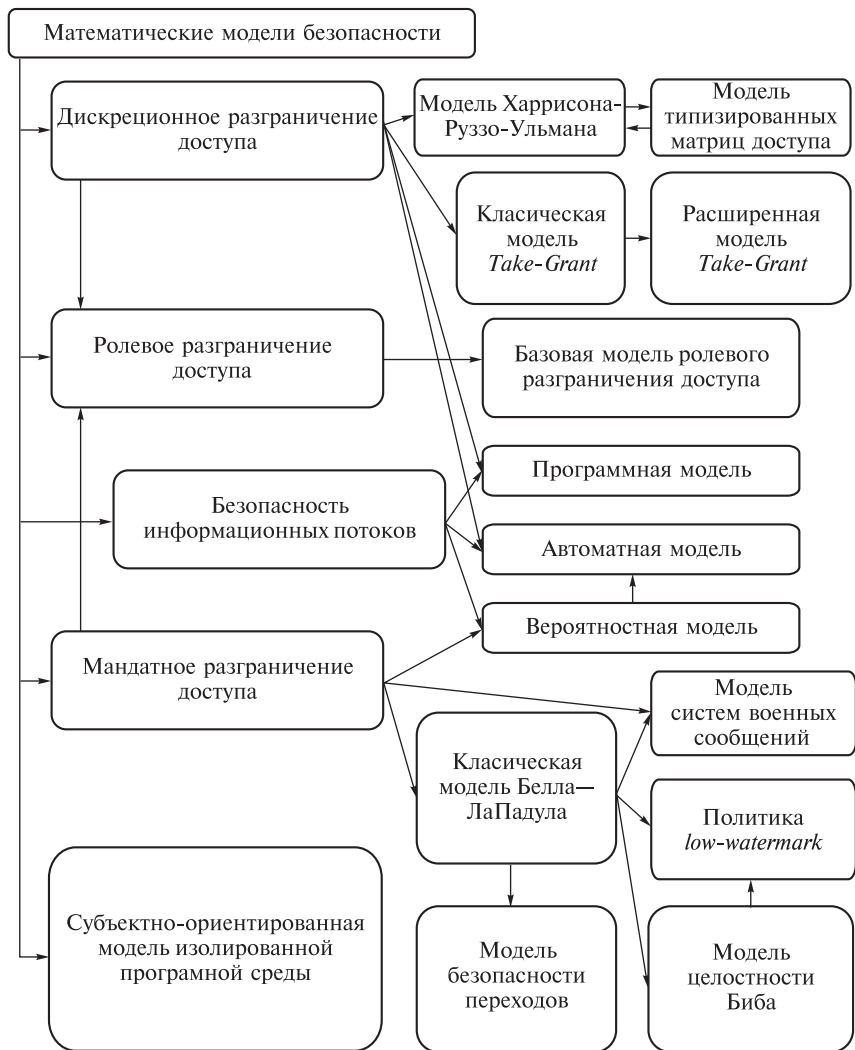 Математические модели безопасности
Дискреционное разграничение
доступа
Модель Харрисона-
Руззо-Ульмана
Модель
типизированных
матриц доступа
Класическая
модель
Take-Grant
Расширенная
модель
Take-Grant
Ролевое разграничение
доступа
Базовая модель ролевого
разграничения доступа
Программная модель
Безопасность
информационных потоков
Автоматная модель
Вероятностная модель
Мандатное разграничение
доступа
Модель
систем военных
сообщений
Класическая
модель Белла—
ЛаПадула
Политика
low-watermark
Субъектно-ориентированная
модель изолированной
програмной среды
Модель
безопасности
переходов
Модель
целостности
Биба